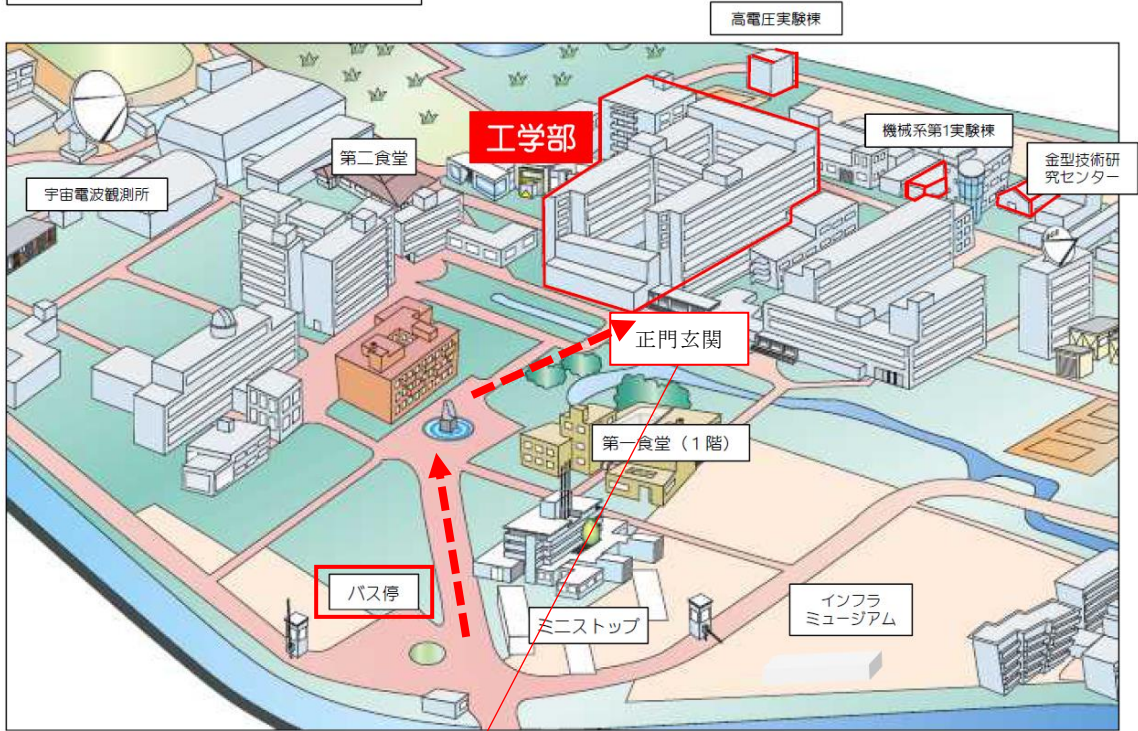 高電圧実験棟
工学部
機械系第1実験棟
第二食堂
金型技術研
究センター
宇宙電波観測所
正門玄関
第一食堂（１階）
バス停
ミニストップ
インフラ
ミュージアム